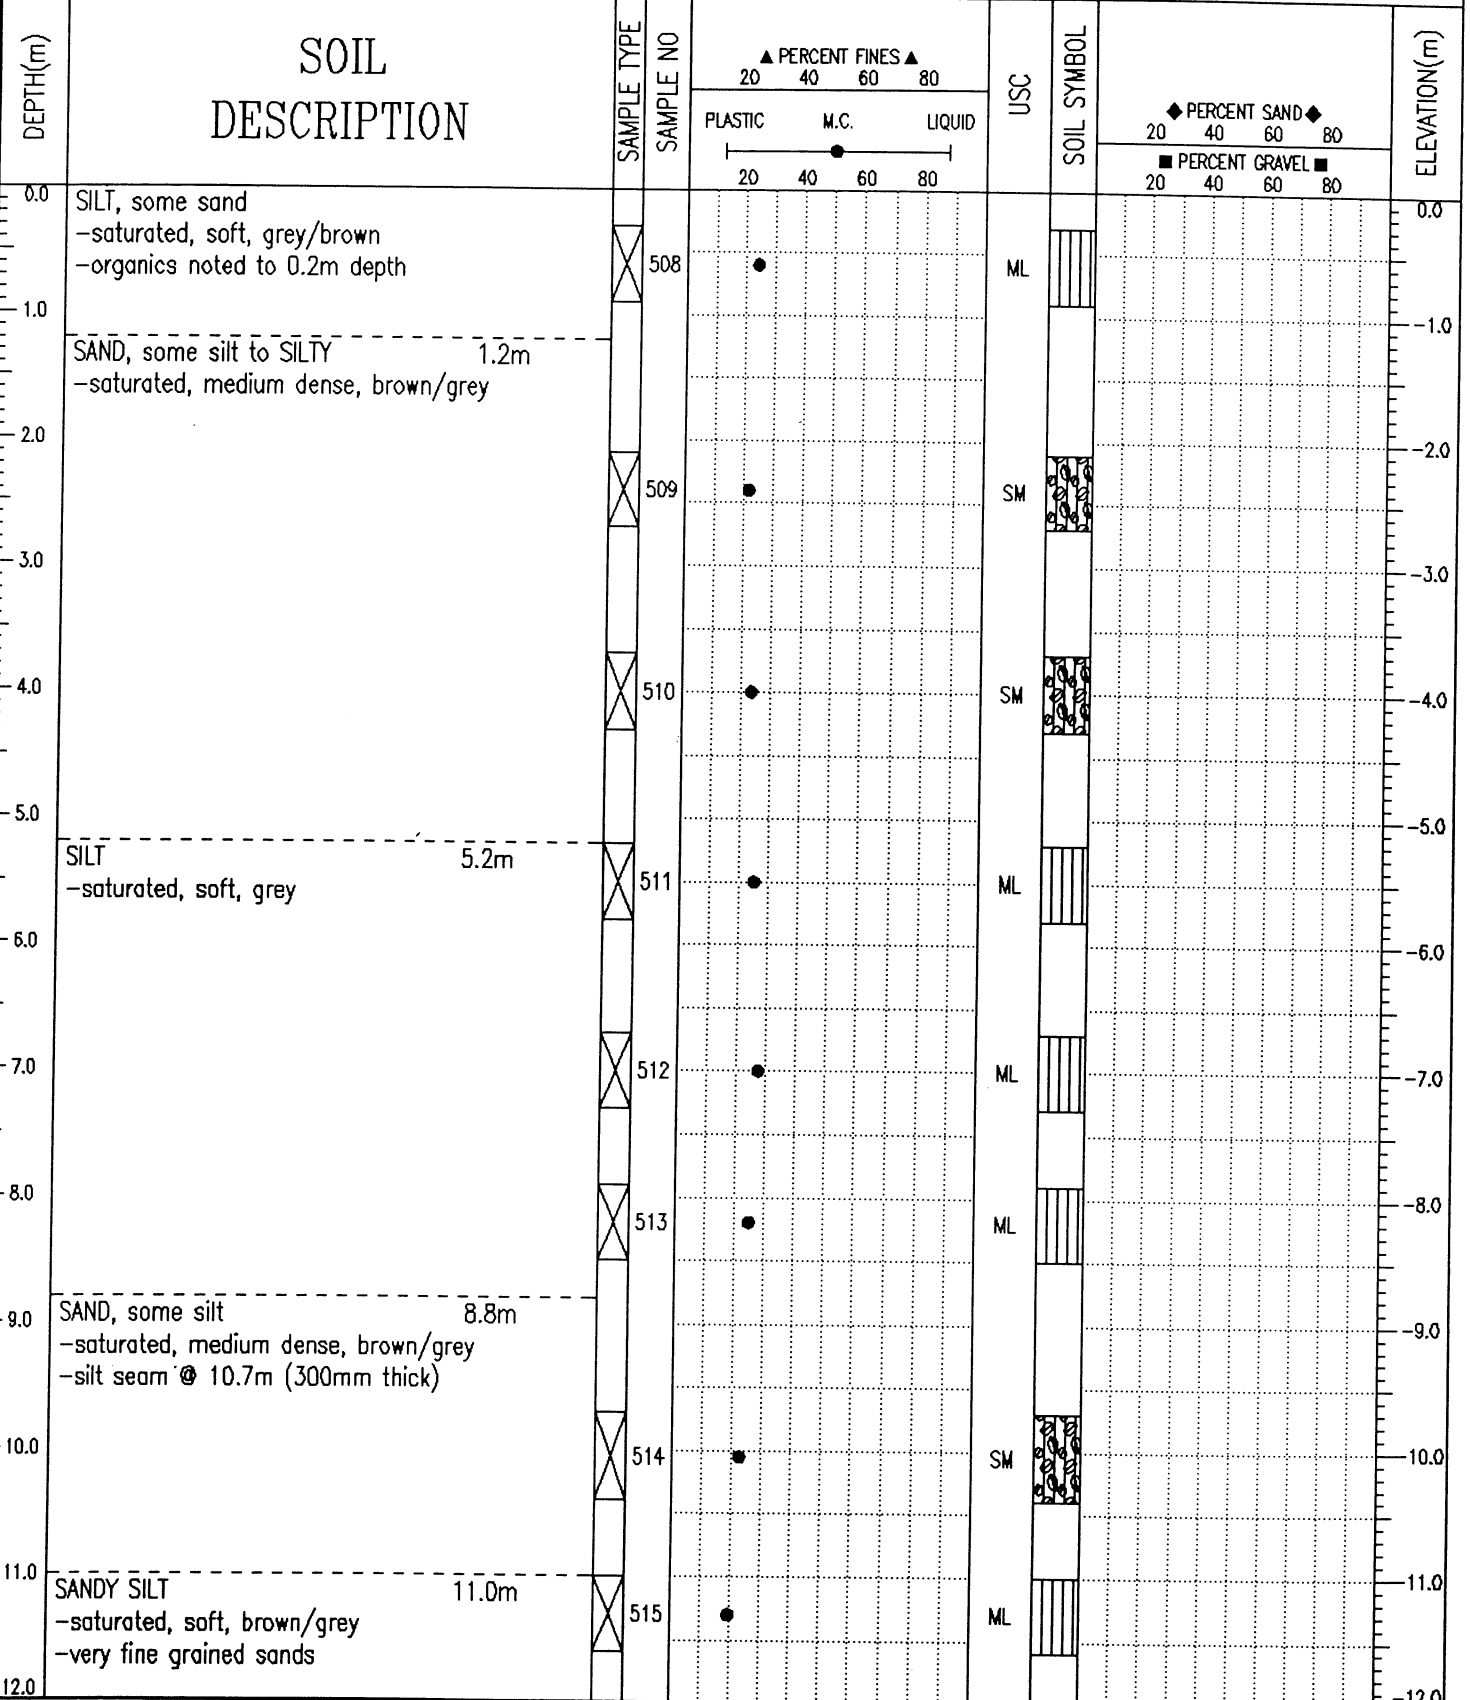 DEPTH(m)
SOIL
DESCRIPTION
SAMPLE TYPE
SAMPLE NO
▲ PERCENT FINES ▲
20 40 60 80
PLASTIC M.C. LIQUID
20 40 60 80
USC
SOIL SYMBOL
◆ PERCENT SAND ◆
20 40 60 80
■ PERCENT GRAVEL ■
20 40 60 80
ELEVATION(m)
0.0
SILT, some sand
0.0
-saturated, soft, grey/brown
-organics noted to 0.2m depth
508
ML
1.0
-1.0
SAND, some silt to SILTY 1.2m
-saturated, medium dense, brown/grey
2.0
-2.0
509
SM
3.0
-3.0
4.0
510
SM
-4.0
5.0
-5.0
SILT 5.2m
-saturated, soft, grey
511
ML
6.0
-6.0
7.0
512
ML
-7.0
8.0
-8.0
513
ML
9.0
SAND, some silt 8.8m
-9.0
-saturated, medium dense, brown/grey
-silt seam @ 10.7m (300mm thick)
10.0
514
SM
-10.0
11.0
-11.0
SANDY SILT 11.0m
-saturated, soft, brown/grey
515
ML
-very fine grained sands
12.0
-12.0